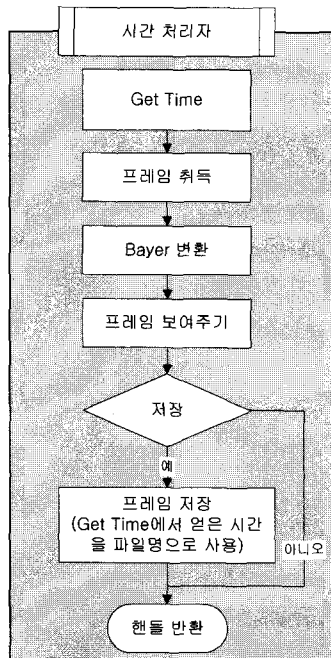 시간 처리자
Get Time
프레임 취득
Bayer 변환
프레임 보여주기
저장
예
프레임 저장
(Get Time에서 얻은 시간
을 파일명으로 사용)
아니오
핸들 반환